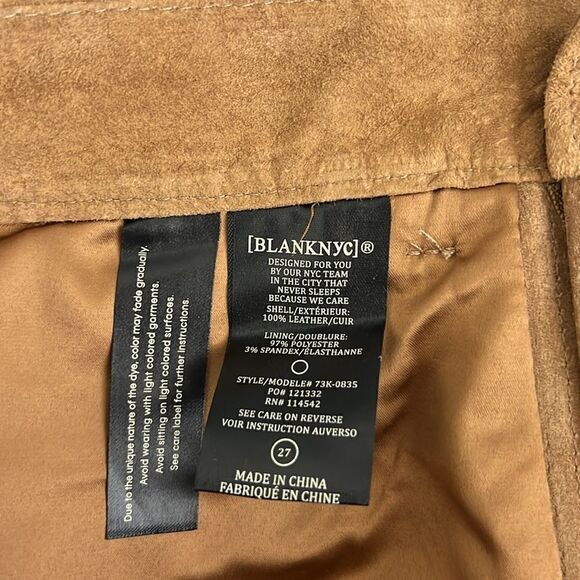 [BLANKNYC]®
DESIGNED FOR YOU
BY OUR NYC TEAM
IN THE CITY THAT
NEVER SLEEPS
BECAUSE WE CARE
SHELL/EXTÉRIEUR:
100% LEATHER/CUIR
LINING/DOUBLURE:
97% POLYESTER
3% SPANDEX/ÉLASTHANNE
STYLE/MODELE# 73K-0835
PO# 121332
RN# 114542
SEE CARE ON REVERSE
VOIR INSTRUCTION AUVERSO
27
MADE IN CHINA
FABRIQUÉ EN CHINE
Due to the unique nature of the dye, color may fade gradually.
Avoid wearing with light colored garments.
Avoid sitting on light colored surfaces.
See care label for further instructions.